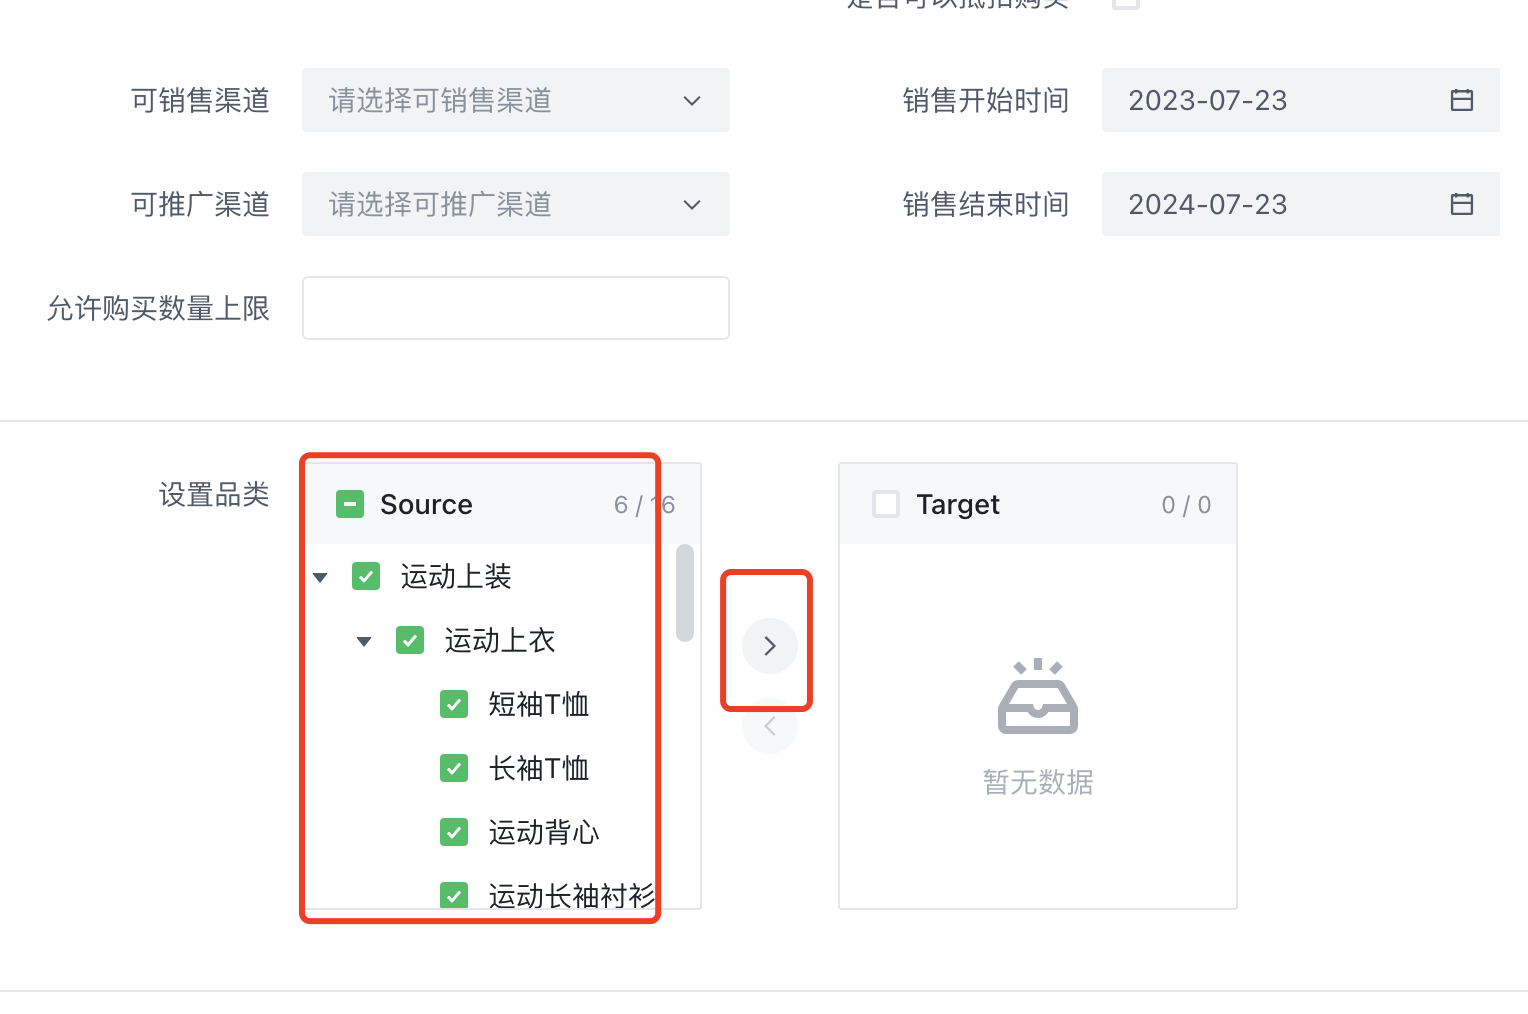 可销售渠道 请选择可销售渠道 销售开始时间 2023-07-23
可推广渠道 请选择可推广渠道 销售结束时间 2024-07-23
允许购买数量上限
设置品类 Source 6 / 16 Target 0 / 0
运动上装
运动上衣
短袖T恤
长袖T恤
运动背心
运动长袖衬衫
暂无数据